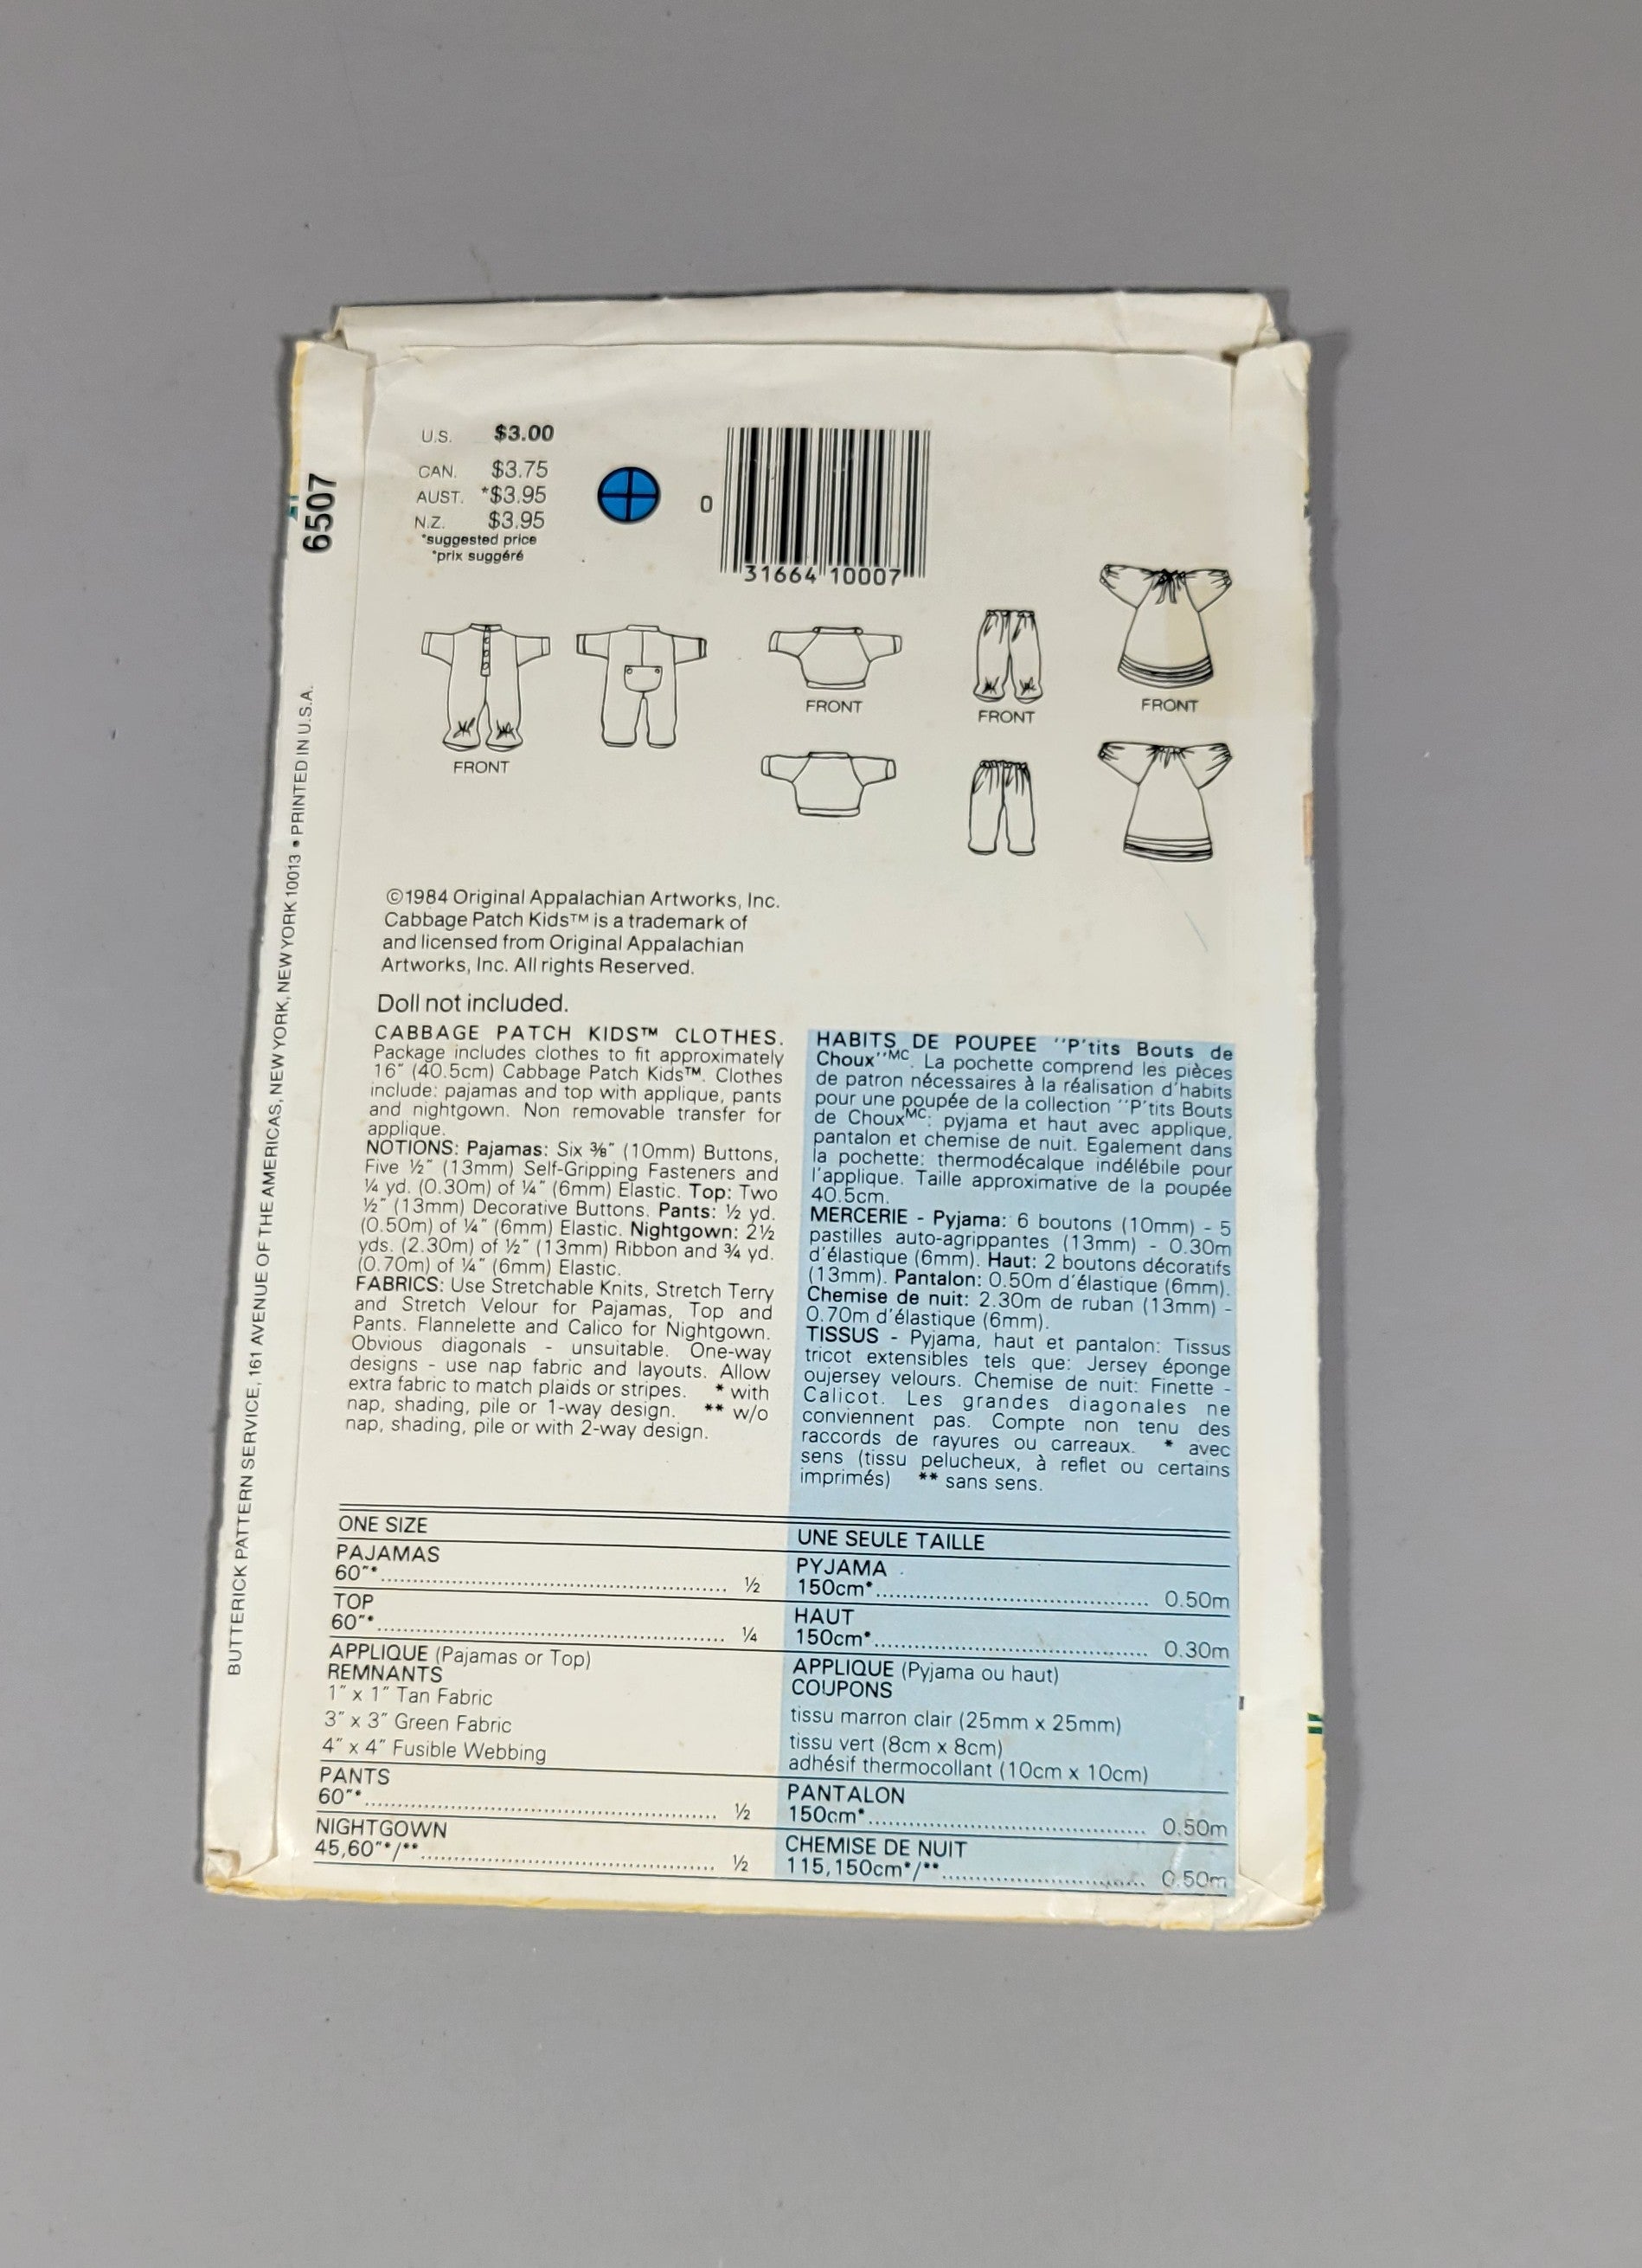 6507
BUTTERICK PATTERN SERVICE, 161 AVENUE OF THE AMERICAS, NEW YORK, NEW YORK 10013 • PRINTED IN U.S.A.
U.S. $3.00
CAN. $3.75
AUST. *$3.95
N.Z. $3.95
*suggested price
*prix suggéré
0
31664 10007
FRONT
FRONT
FRONT
FRONT
©1984 Original Appalachian Artworks, Inc.
Cabbage Patch Kids™ is a trademark of
and licensed from Original Appalachian
Artworks, Inc. All rights Reserved.
Doll not included.
CABBAGE PATCH KIDS™ CLOTHES.
Package includes clothes to fit approximately
16" (40.5cm) Cabbage Patch Kids™. Clothes
include: pajamas and top with applique, pants
and nightgown. Non removable transfer for
applique.
NOTIONS: Pajamas: Six ⅜" (10mm) Buttons,
Five ½" (13mm) Self-Gripping Fasteners and
¼ yd. (0.30m) of ¼" (6mm) Elastic. Top: Two
½" (13mm) Decorative Buttons. Pants: ½ yd.
(0.50m) of ¼" (6mm) Elastic. Nightgown: 2½
yds. (2.30m) of ½" (13mm) Ribbon and ¾ yd.
(0.70m) of ¼" (6mm) Elastic.
FABRICS: Use Stretchable Knits, Stretch Terry
and Stretch Velour for Pajamas, Top and
Pants. Flannelette and Calico for Nightgown.
Obvious diagonals - unsuitable. One-way
designs - use nap fabric and layouts. Allow
extra fabric to match plaids or stripes. * with
nap, shading, pile or 1-way design. ** w/o
nap, shading, pile or with 2-way design.
HABITS DE POUPEE ''P'tits Bouts de
Choux''MC. La pochette comprend les pièces
de patron nécessaires à la réalisation d'habits
pour une poupée de la collection ''P'tits Bouts
de ChouxMC: pyjama et haut avec applique,
pantalon et chemise de nuit. Egalement dans
la pochette: thermodécalque indélébile pour
l'applique. Taille approximative de la poupée
40.5cm.
MERCERIE - Pyjama: 6 boutons (10mm) - 5
pastilles auto-agrippantes (13mm) - 0.30m
d'élastique (6mm). Haut: 2 boutons décoratifs
(13mm). Pantalon: 0.50m d'élastique (6mm).
Chemise de nuit: 2.30m de ruban (13mm) -
0.70m d'élastique (6mm).
TISSUS - Pyjama, haut et pantalon: Tissus
tricot extensibles tels que: Jersey éponge
oujersey velours. Chemise de nuit: Finette -
Calicot. Les grandes diagonales ne
conviennent pas. Compte non tenu des
raccords de rayures ou carreaux. * avec
sens (tissu pelucheux, à reflet ou certains
imprimés) ** sans sens.
ONE SIZE
PAJAMAS
60"* ½
TOP
60"* ¼
APPLIQUE (Pajamas or Top)
REMNANTS
1" x 1" Tan Fabric
3" x 3" Green Fabric
4" x 4" Fusible Webbing
PANTS
60"* ½
NIGHTGOWN
45,60"*/** ½
UNE SEULE TAILLE
PYJAMA
150cm* 0.50m
HAUT
150cm* 0.30m
APPLIQUE (Pyjama ou haut)
COUPONS
tissu marron clair (25mm x 25mm)
tissu vert (8cm x 8cm)
adhésif thermocollant (10cm x 10cm)
PANTALON
150cm* 0.50m
CHEMISE DE NUIT
115,150cm*/** 0.50m